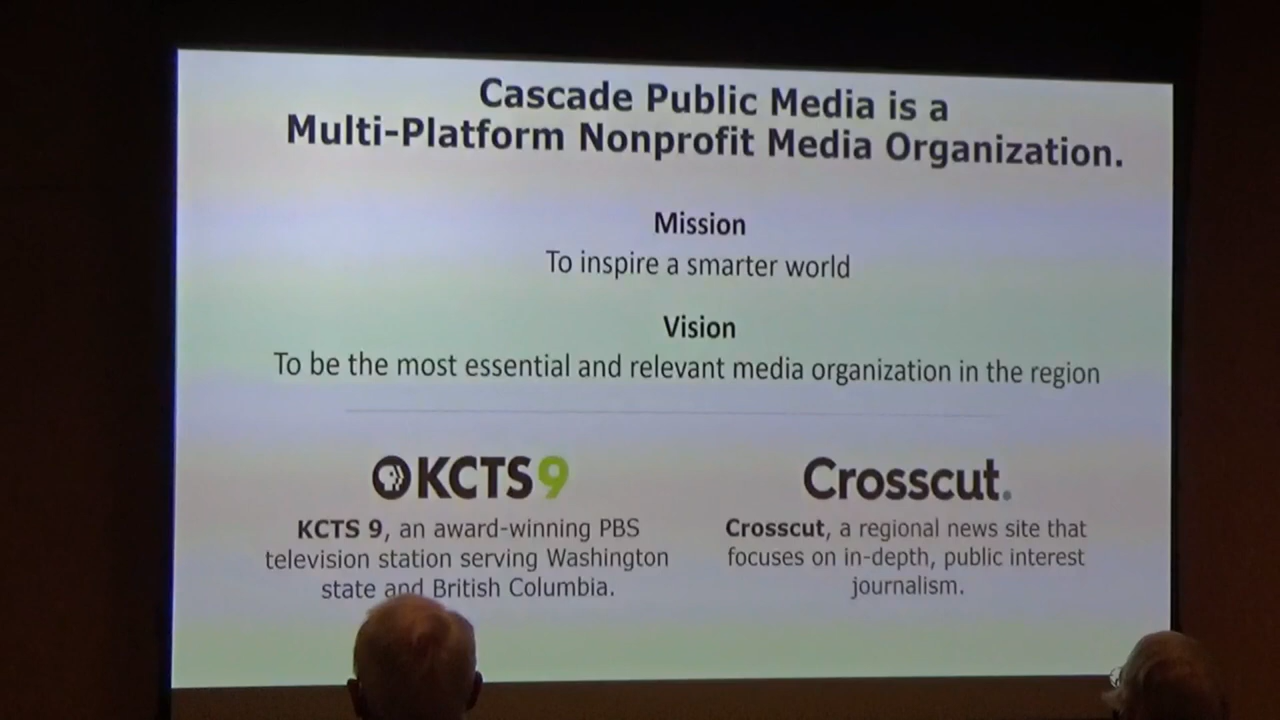 Cascade Public Media is a
Multi-Platform Nonprofit Media Organization.
Mission
To inspire a smarter world
Vision
To be the most essential and relevant media organization in the region
KCTS9
Crosscut.
KCTS 9, an award-winning PBS
television station serving Washington
state and British Columbia.
Crosscut, a regional news site that
focuses on in-depth, public interest
journalism.